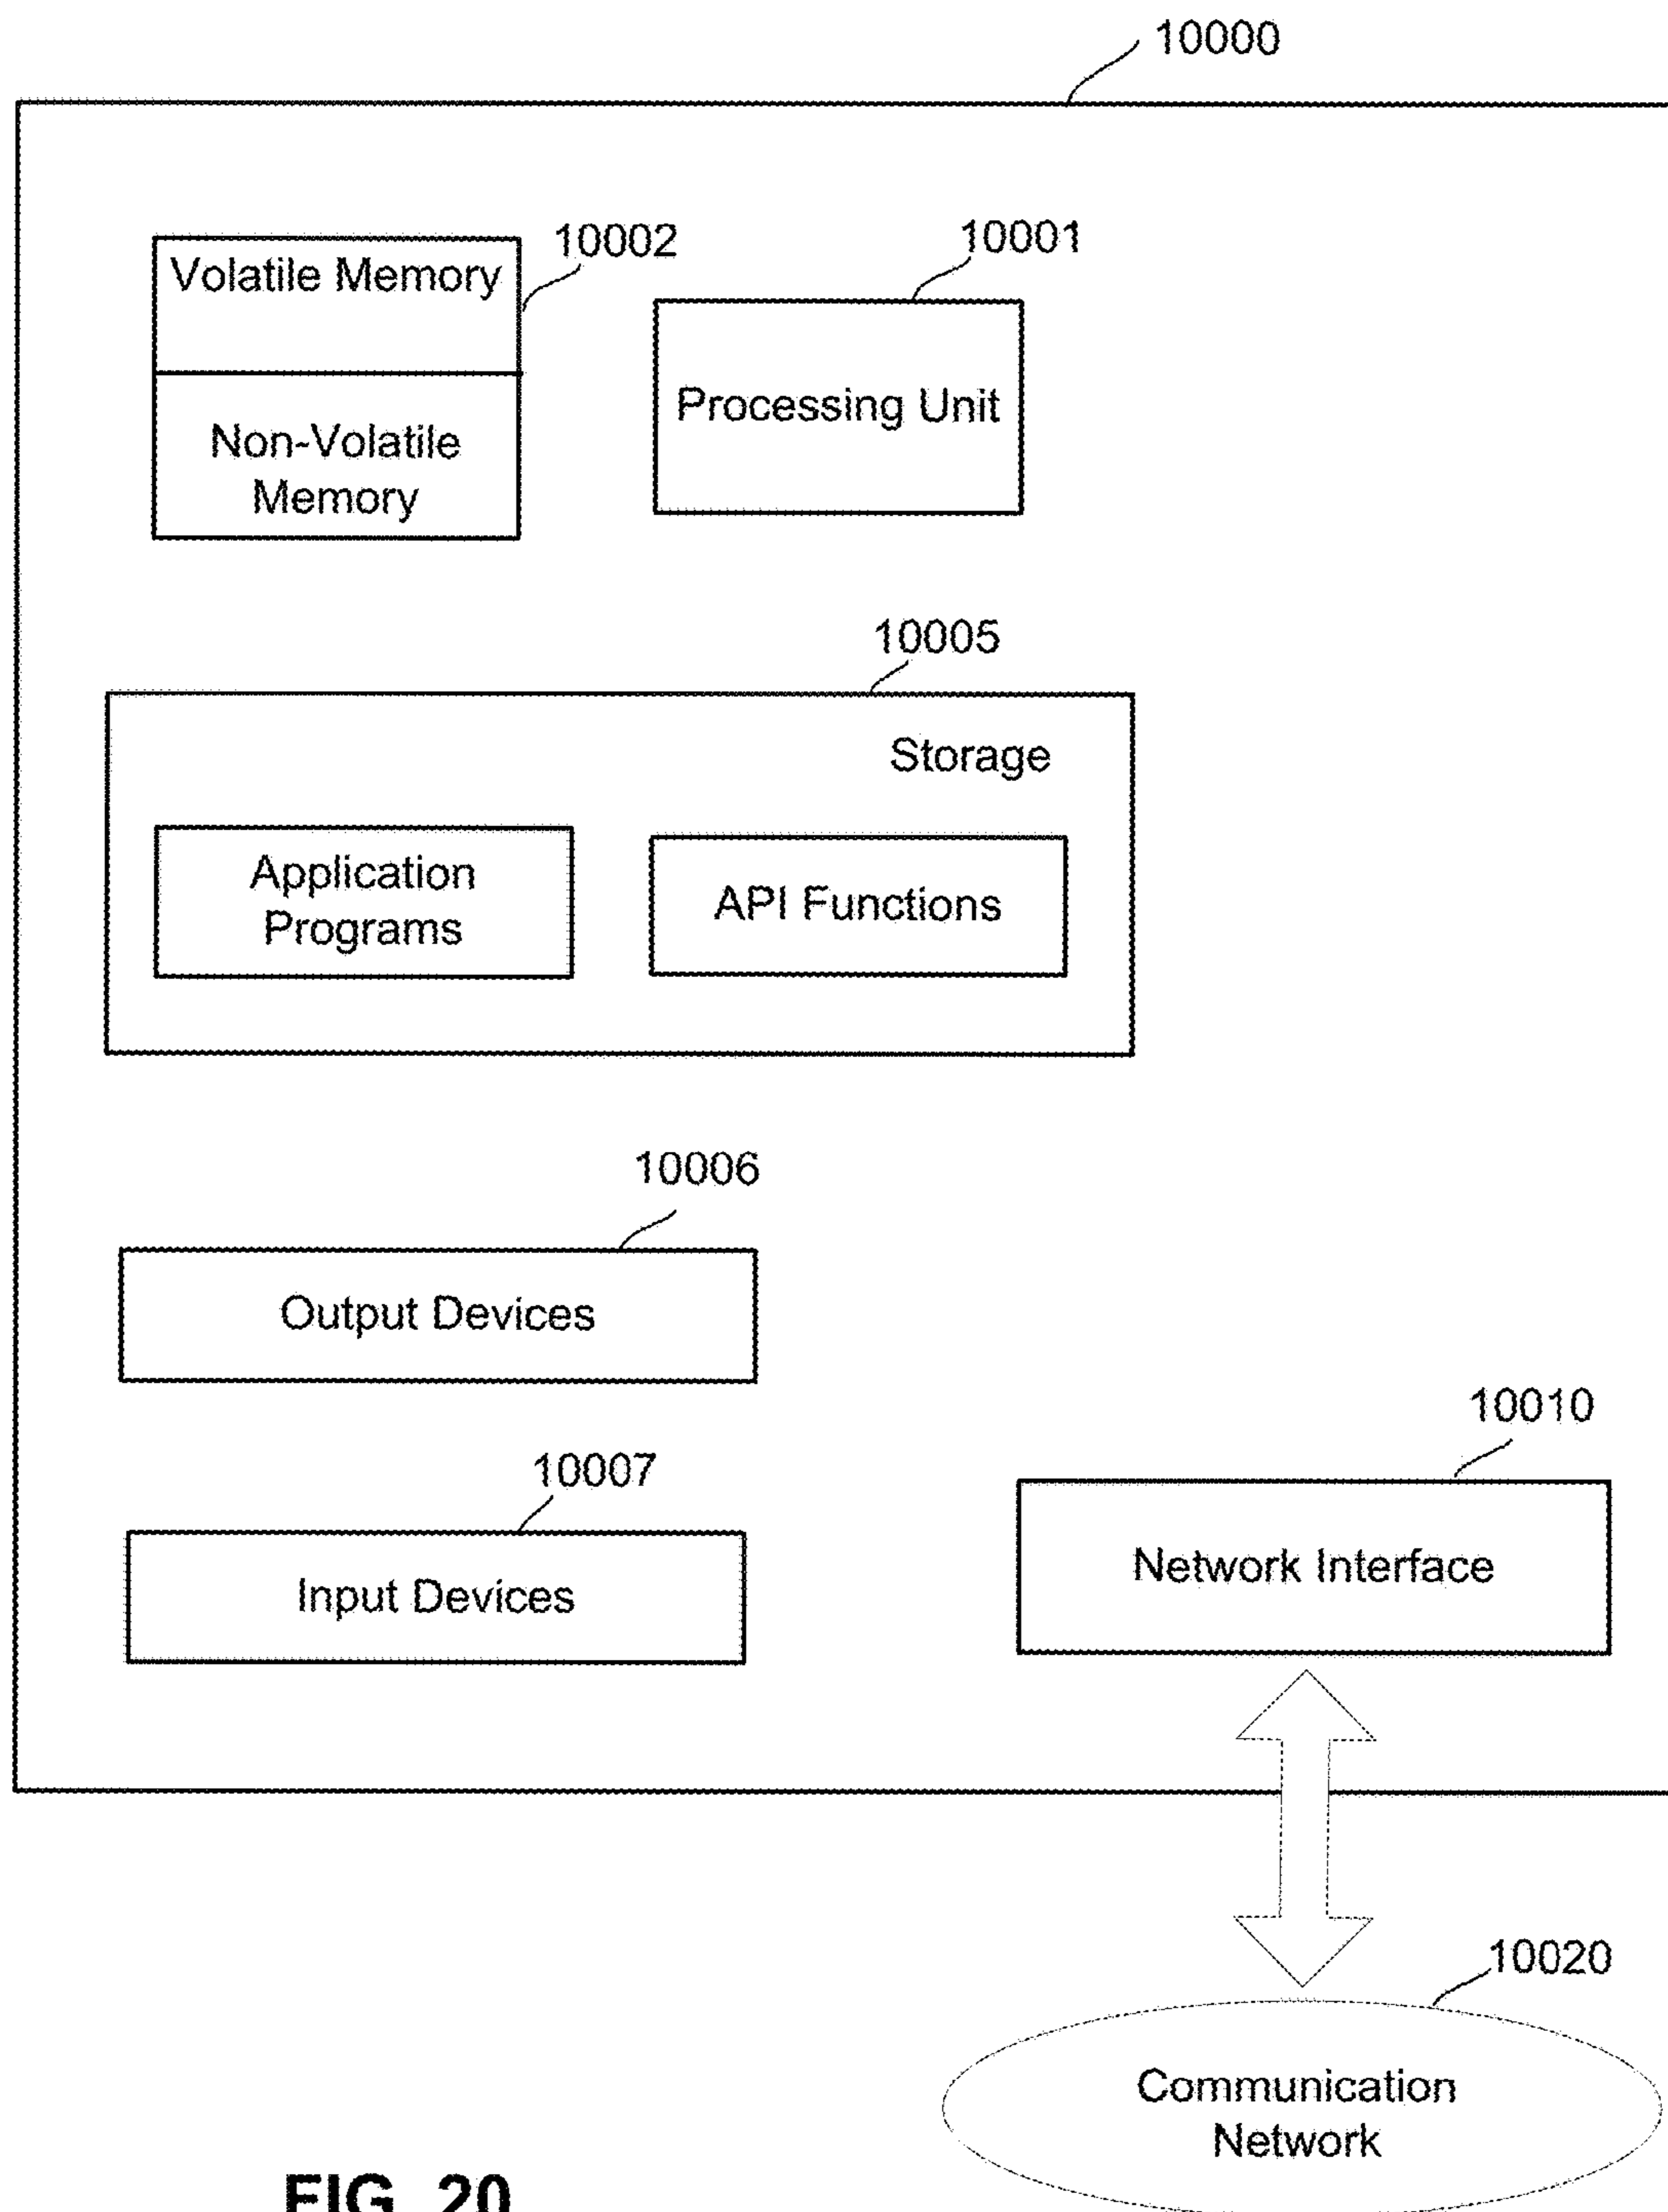 10000
10002
10001
Volatile Memory
Processing Unit
Non-Volatile
Memory
10005
Storage
Application
Programs
API Functions
10006
Output Devices
10010
10007
Network Interface
Input Devices
10020
Communication
Network
FIG. 20